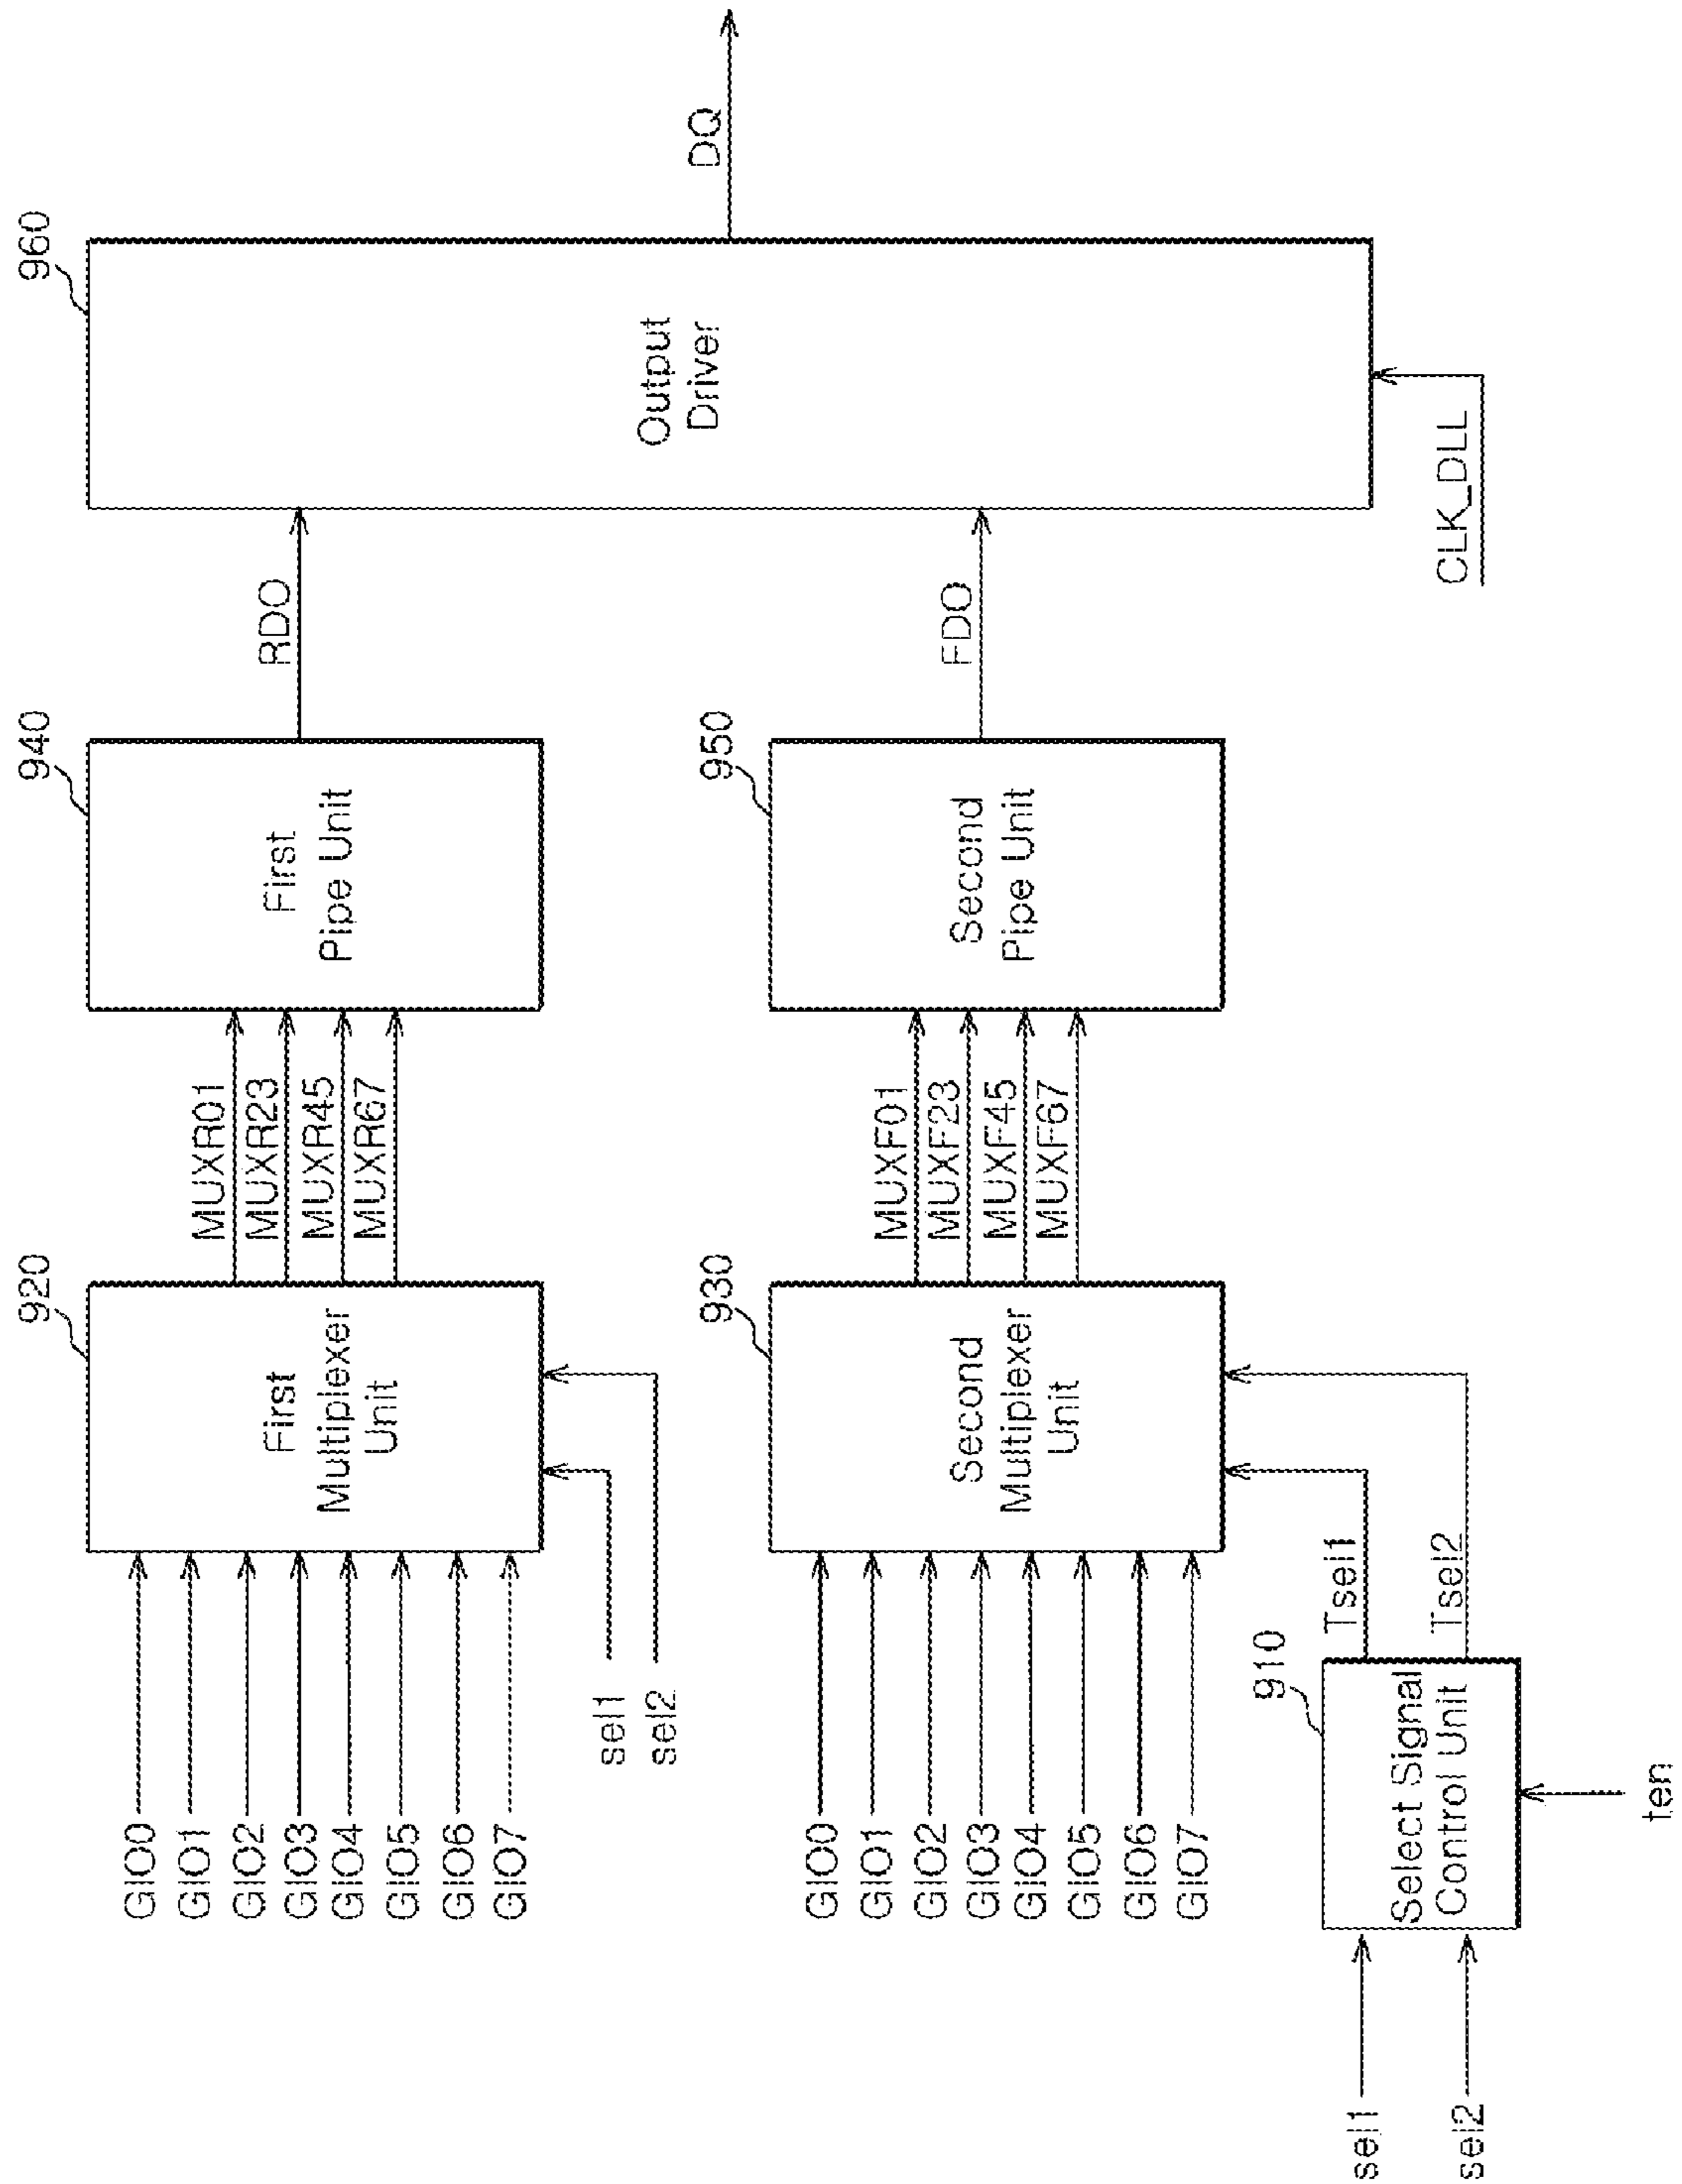 GIO0
GIO1
GIO2
GIO3
GIO4
GIO5
GIO6
GIO7
sel1
sel2
920
First
Multiplexer
Unit
MUXR01
MUXR23
MUXR45
MUXR67
940
First
Pipe Unit
RDO
GIO0
GIO1
GIO2
GIO3
GIO4
GIO5
GIO6
GIO7
930
Second
Multiplexer
Unit
MUXF01
MUXF23
MUXF45
MUXF67
950
Second
Pipe Unit
FDO
sel1
sel2
910
Select Signal
Control Unit
ten
Tsel1
Tsel2
960
Output
Driver
CLK_DLL
DQ